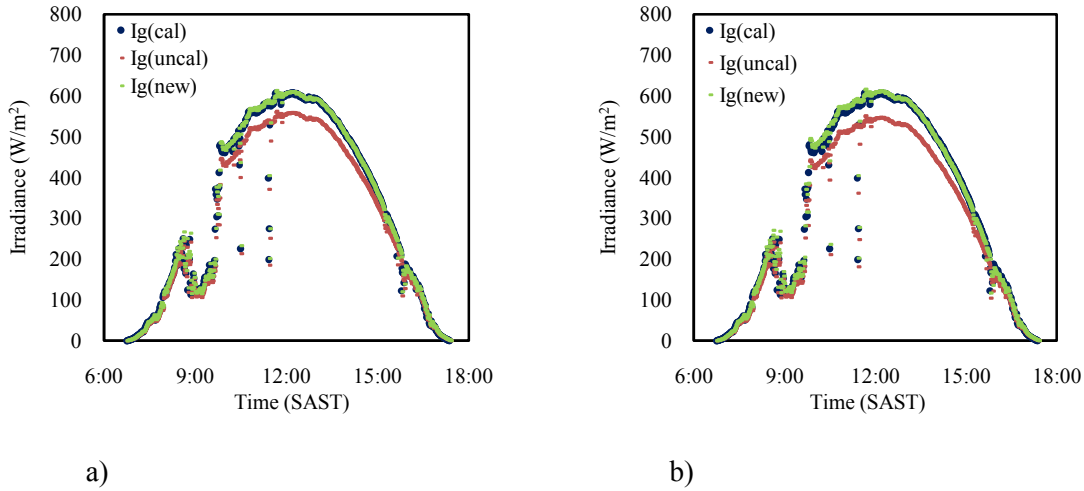 800
700
600
500
400
300
200
100
0
Irradiance (W/m²)
Ig(cal)
Ig(uncal)
Ig(new)
6:00 9:00 12:00 15:00 18:00
Time (SAST)
a)
800
700
600
500
400
300
200
100
0
Irradiance (W/m²)
Ig(cal)
Ig(uncal)
Ig(new)
6:00 9:00 12:00 15:00 18:00
Time (SAST)
b)